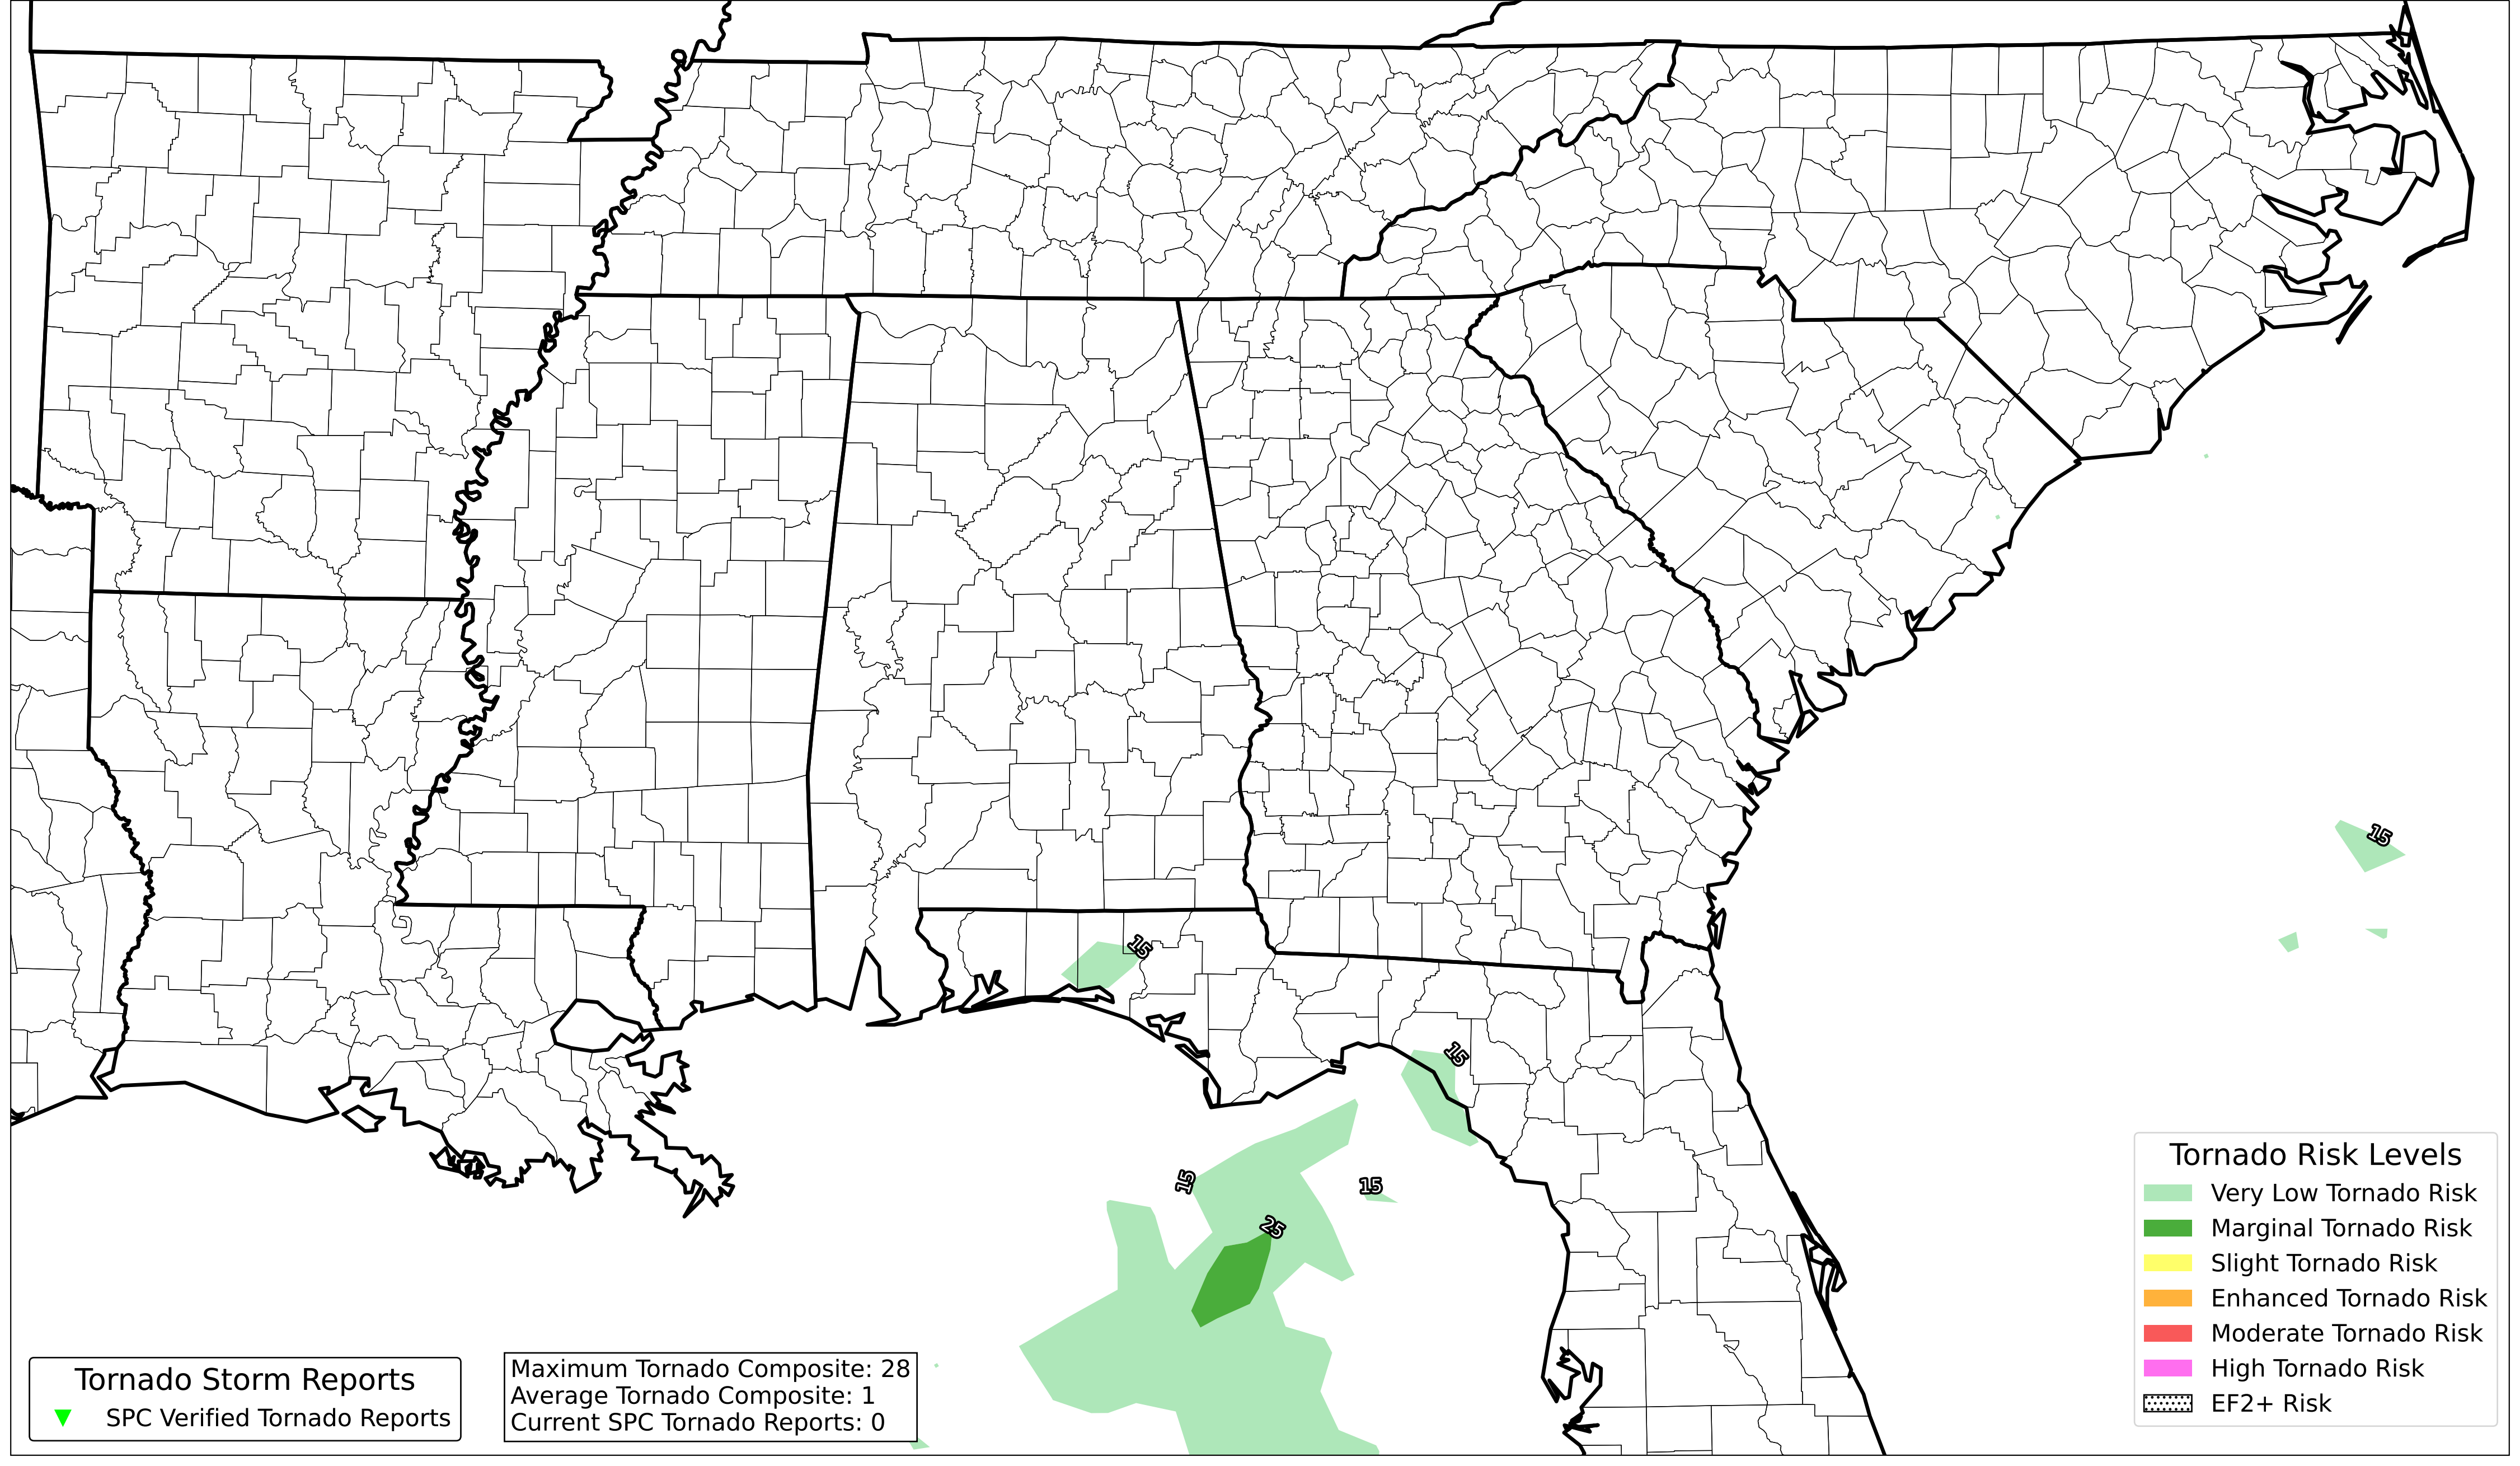 15
15
15
15
25
15
Tornado Risk Levels
Very Low Tornado Risk
Marginal Tornado Risk
Slight Tornado Risk
Enhanced Tornado Risk
Moderate Tornado Risk
High Tornado Risk
EF2+ Risk
Tornado Storm Reports
SPC Verified Tornado Reports
Maximum Tornado Composite: 28
Average Tornado Composite: 1
Current SPC Tornado Reports: 0